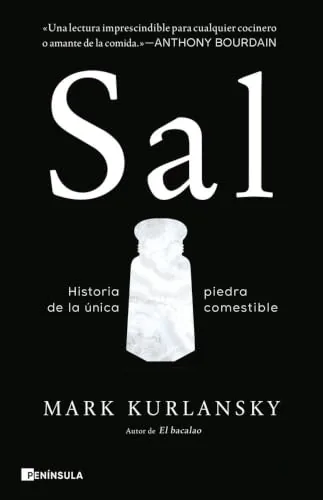 «Una lectura imprescindible para cualquier cocinero
o amante de la comida.»—ANTHONY BOURDAIN
Sal
Historia piedra
de la única comestible
MARK KURLANSKY
Autor de El bacalao
PENÍNSULA